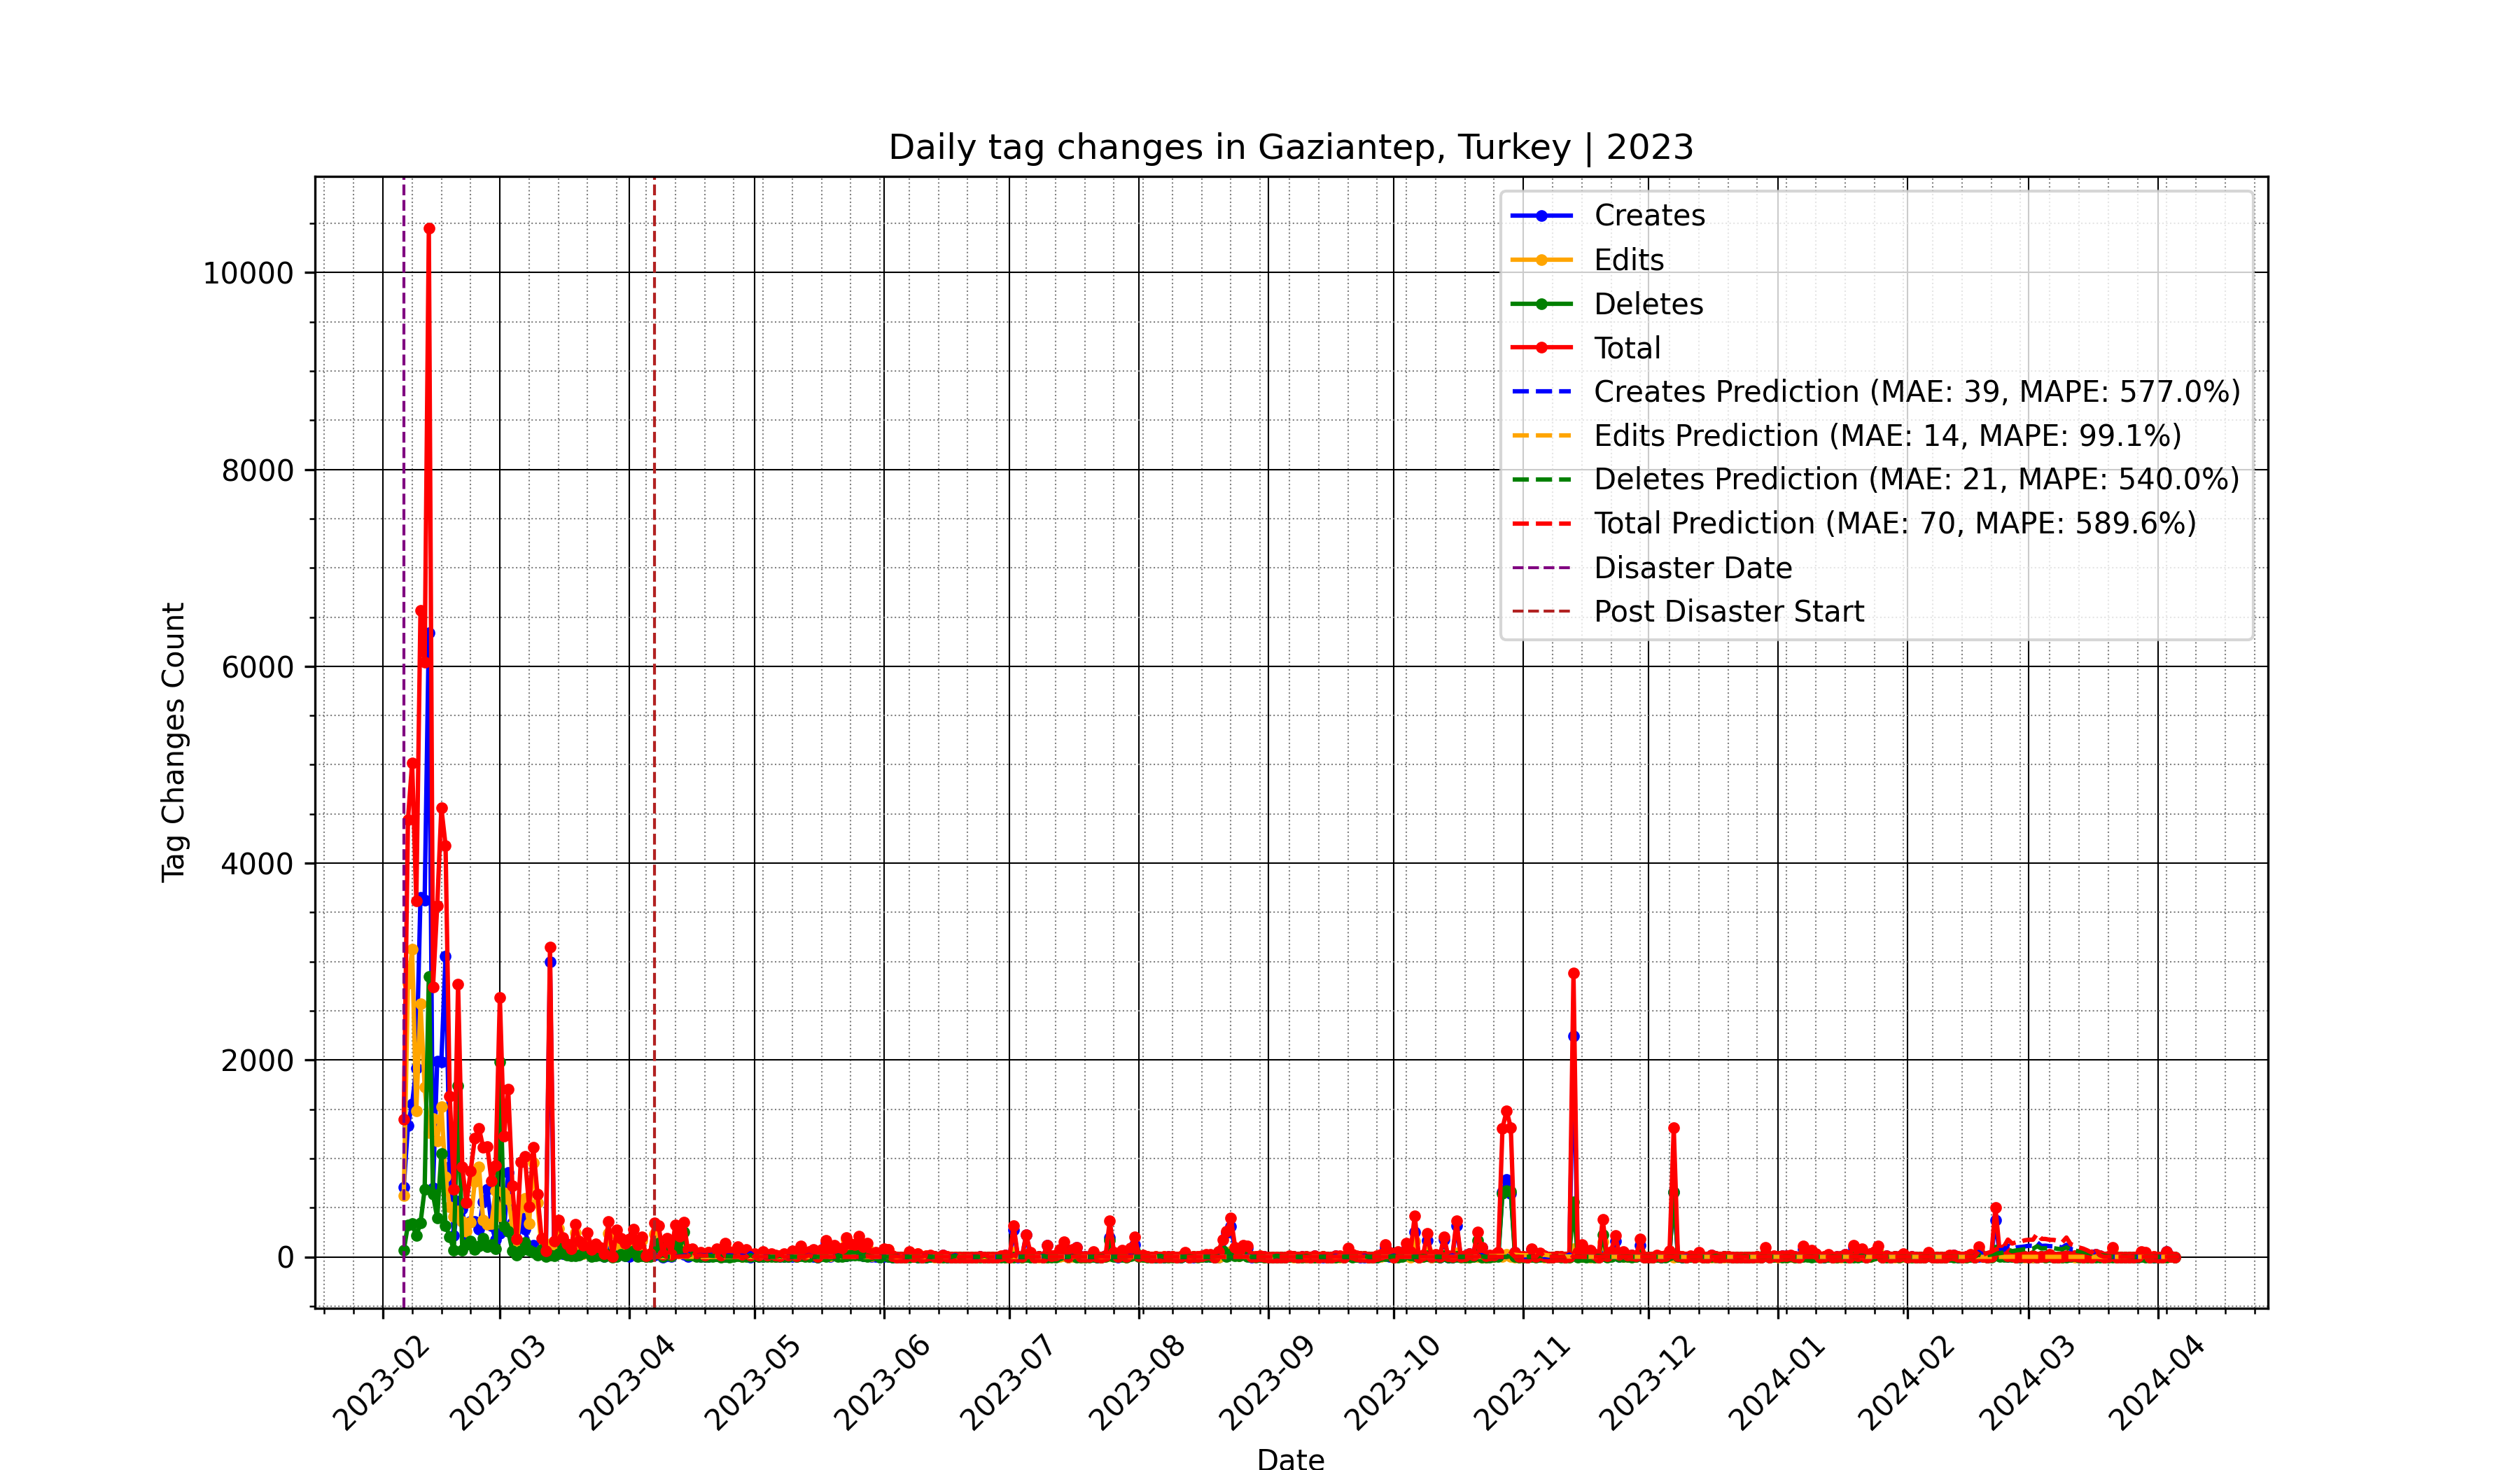 Daily tag changes in Gaziantep, Turkey | 2023
Tag Changes Count
10000
8000
6000
4000
2000
0
Creates
Edits
Deletes
Total
Creates Prediction (MAE: 39, MAPE: 577.0%)
Edits Prediction (MAE: 14, MAPE: 99.1%)
Deletes Prediction (MAE: 21, MAPE: 540.0%)
Total Prediction (MAE: 70, MAPE: 589.6%)
Disaster Date
Post Disaster Start
2023-02
2023-03
2023-04
2023-05
2023-06
2023-07
2023-08
2023-09
2023-10
2023-11
2023-12
2024-01
2024-02
2024-03
2024-04
Date